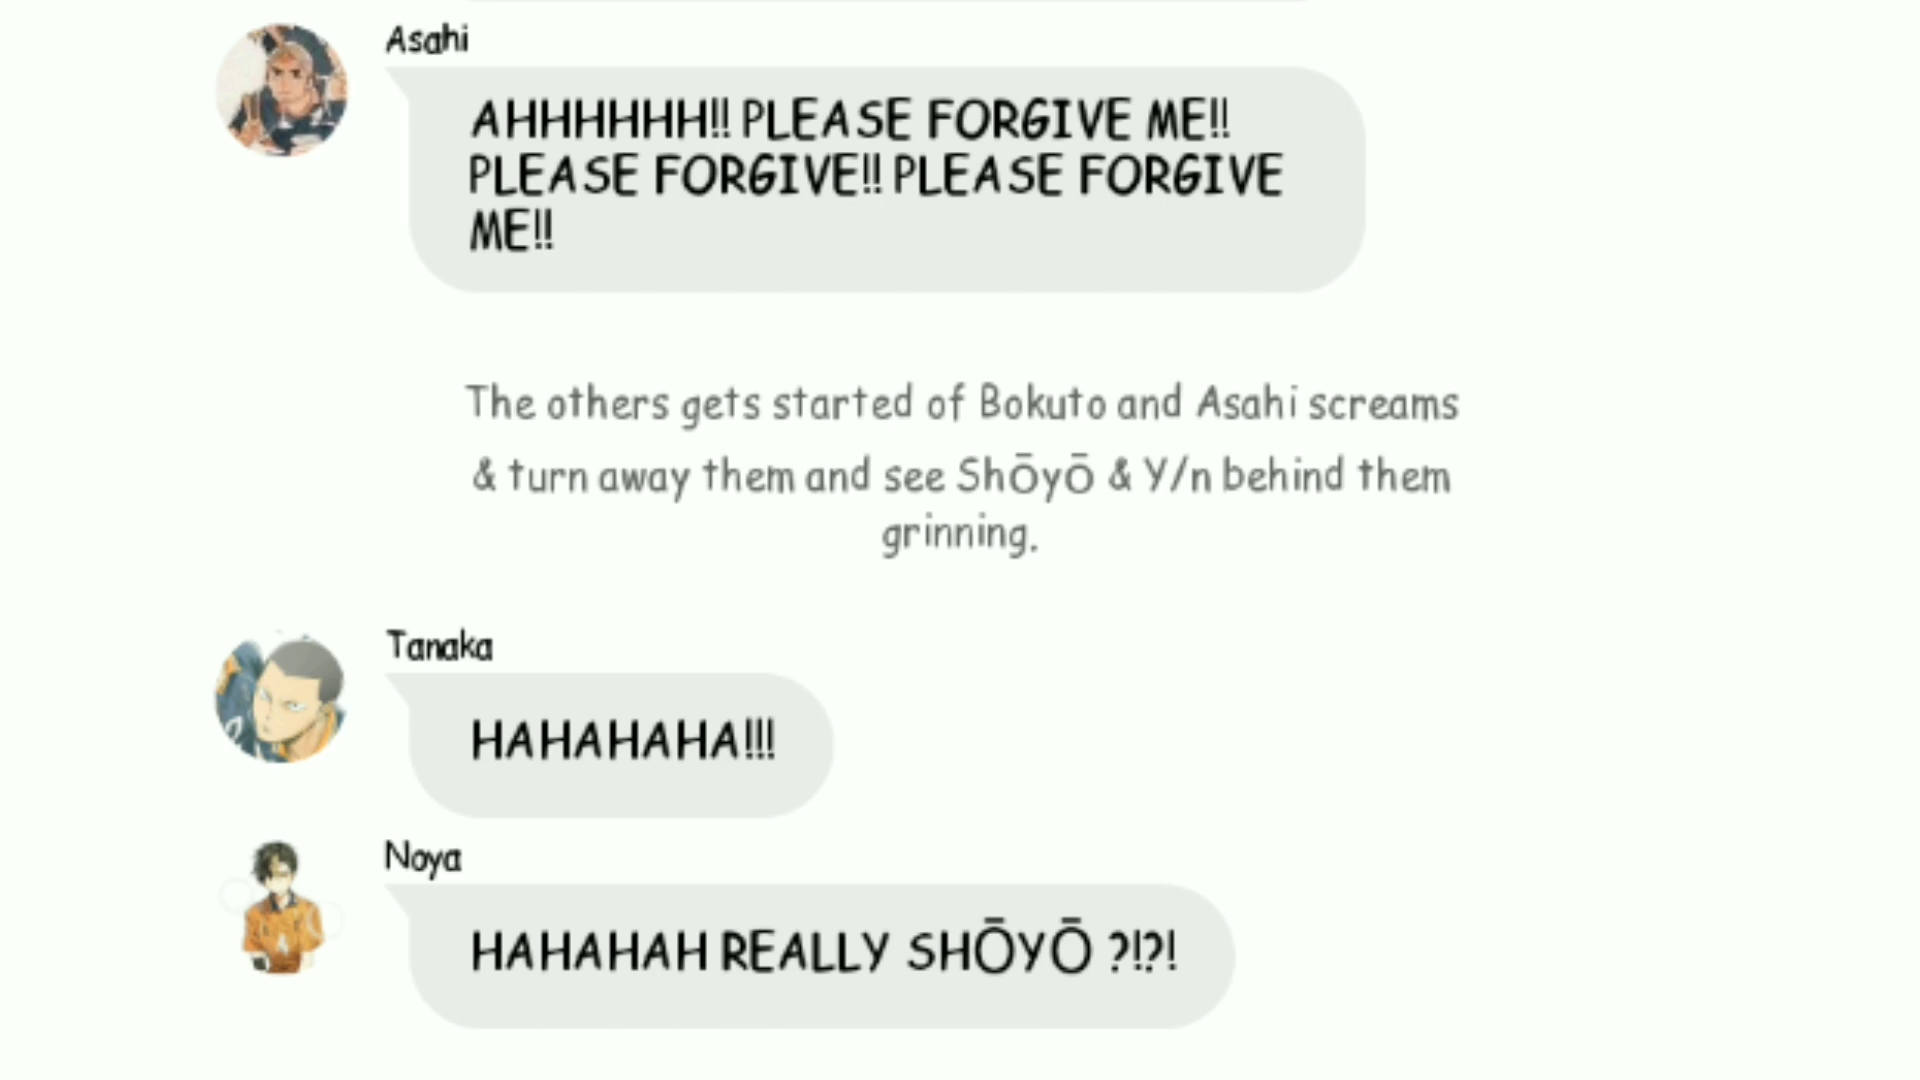 Asahi
AHHHHHH!! PLEASE FORGIVE ME!!
PLEASE FORGIVE!! PLEASE FORGIVE
ME!!
The others gets started of Bokuto and Asahi screams
& turn away them and see Shōyō & Y/n behind them
grinning.
Tanaka
HAHAHAHA!!!
Noya
HAHAHAH REALLY SHŌYŌ ?!?!